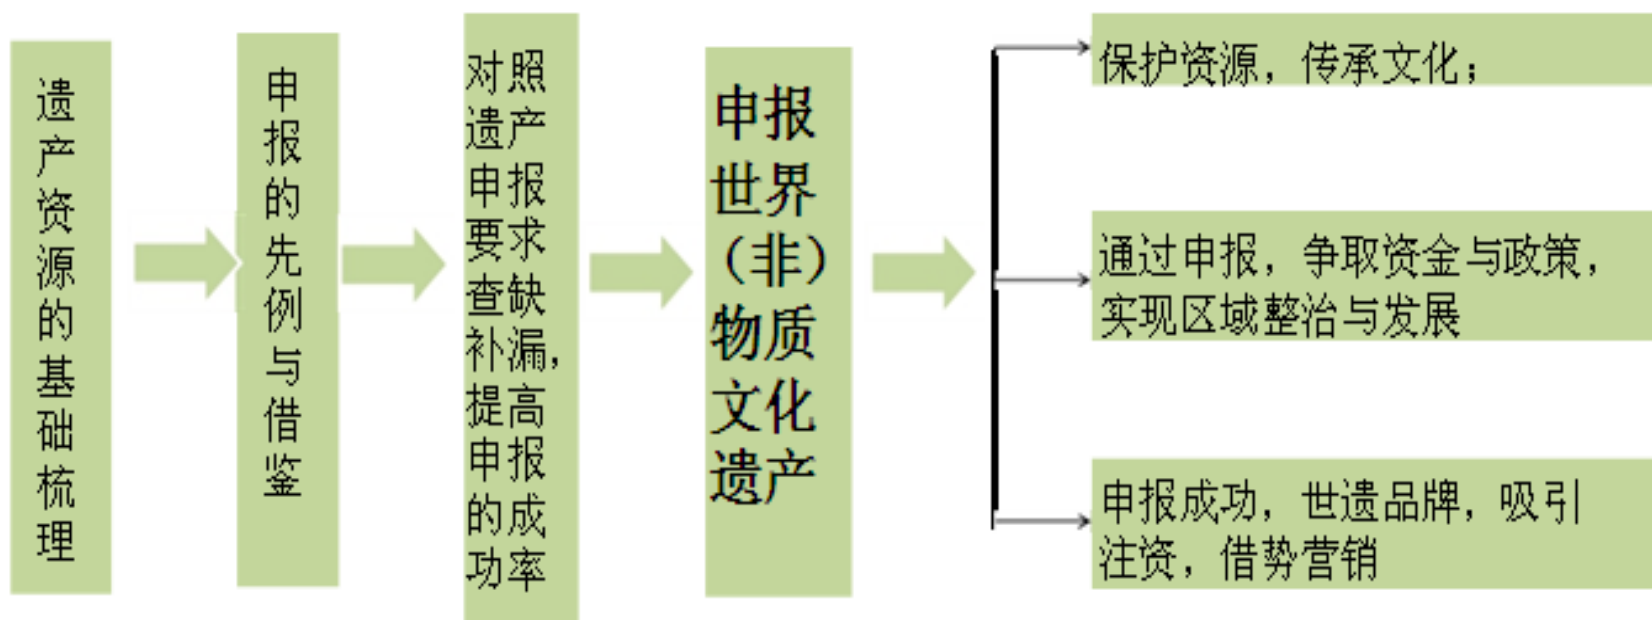 遗产资源的基础梳理
申报的先例与借鉴
对照
遗产
申报
要求
查缺
补漏，
提高
申报
的成
功率
申报
世界
（非）
物质
文化
遗产
保护资源，传承文化；
通过申报，争取资金与政策，
实现区域整治与发展
申报成功，世遗品牌，吸引
注资，借势营销